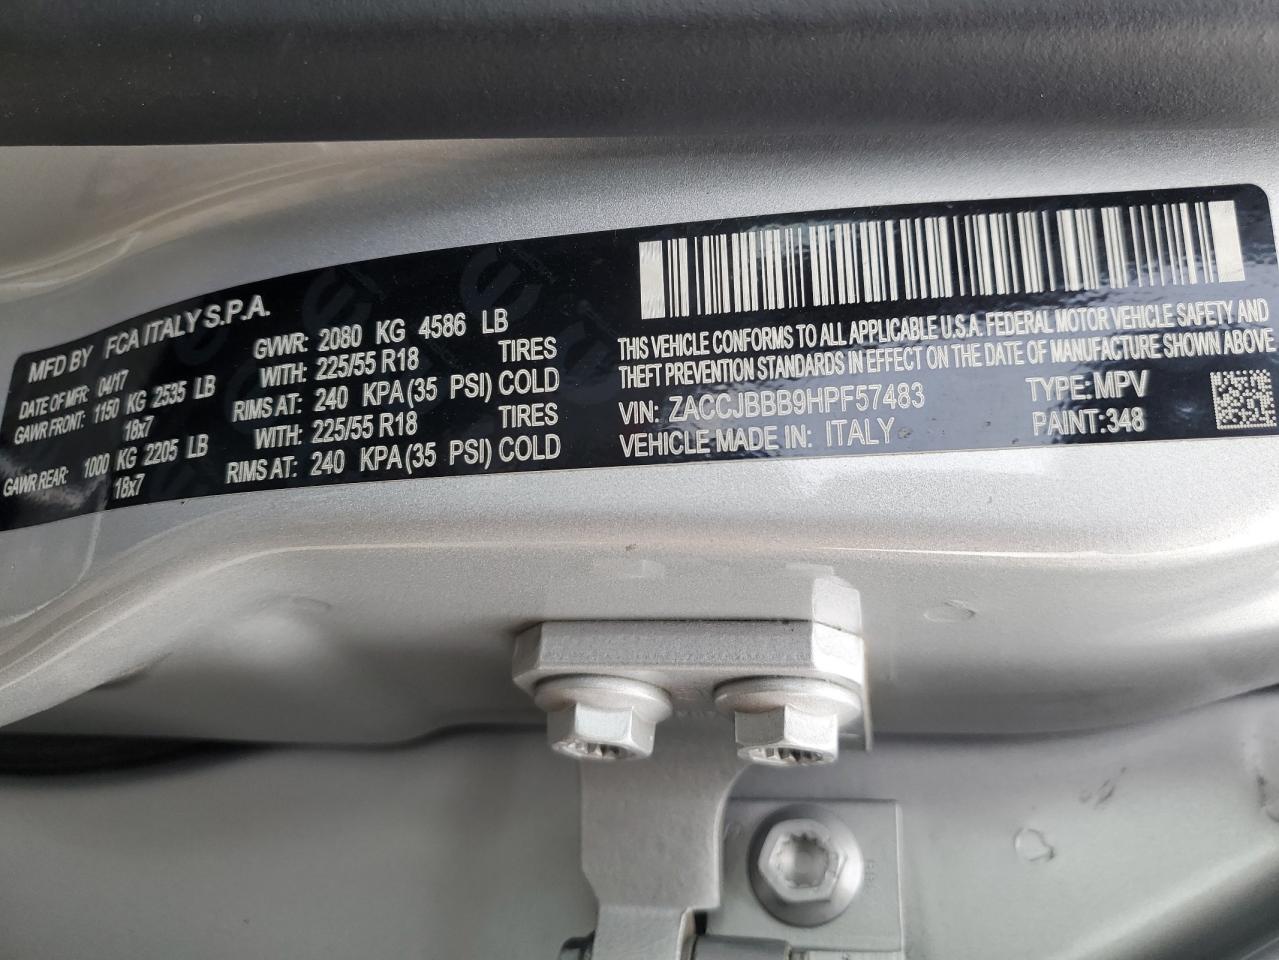 MFD BY FCA ITALY S.P.A.
DATE OF MFR: 04/17 GVWR: 2080 KG 4586 LB
GAWR FRONT: 1150 KG 2535 LB WITH: 225/55 R18 TIRES
18x7 RIMS AT: 240 KPA (35 PSI) COLD
GAWR REAR: 1000 KG 2205 LB WITH: 225/55 R18 TIRES
18x7 RIMS AT: 240 KPA (35 PSI) COLD
THIS VEHICLE CONFORMS TO ALL APPLICABLE U.S.A. FEDERAL MOTOR VEHICLE SAFETY AND
THEFT PREVENTION STANDARDS IN EFFECT ON THE DATE OF MANUFACTURE SHOWN ABOVE
VIN: ZACCJBBB9HPF57483 TYPE: MPV
VEHICLE MADE IN: ITALY PAINT: 348